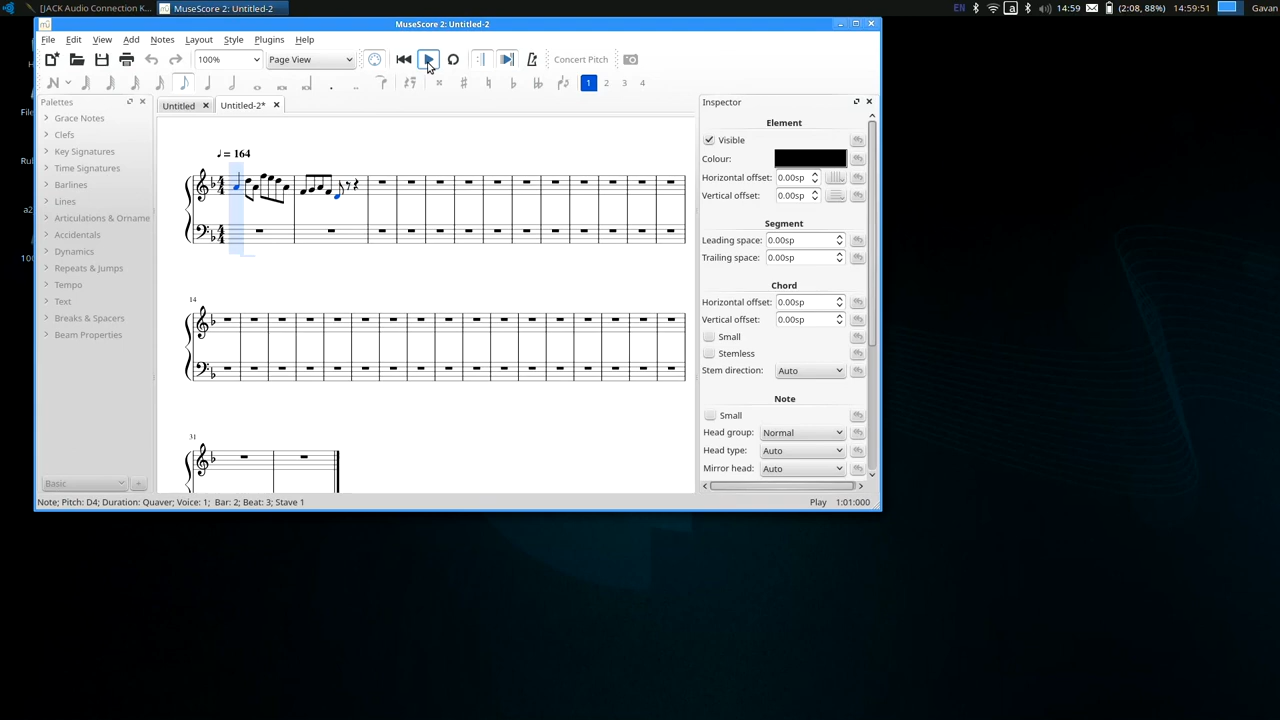 [JACK Audio Connection K... MuseScore 2: Untitled-2 EN a 14:59 (2:08, 88%) 14:59:51 Gavan
MuseScore 2: Untitled-2
File Edit View Add Notes Layout Style Plugins Help
100% Page View Concert Pitch
1 2 3 4
Palettes
Untitled Untitled-2*
Inspector
Grace Notes
Clefs
Key Signatures
Time Signatures
Barlines
Lines
Articulations & Orname
Accidentals
Dynamics
Repeats & Jumps
Tempo
Text
Breaks & Spacers
Beam Properties
Basic
= 164
14
31
Element
Visible
Colour:
Horizontal offset: 0.00sp
Vertical offset: 0.00sp
Segment
Leading space: 0.00sp
Trailing space: 0.00sp
Chord
Horizontal offset: 0.00sp
Vertical offset: 0.00sp
Small
Stemless
Stem direction: Auto
Note
Small
Head group: Normal
Head type: Auto
Mirror head: Auto
Note; Pitch: D4; Duration: Quaver; Voice: 1; Bar: 2; Beat: 3; Stave 1 Play 1:01:000